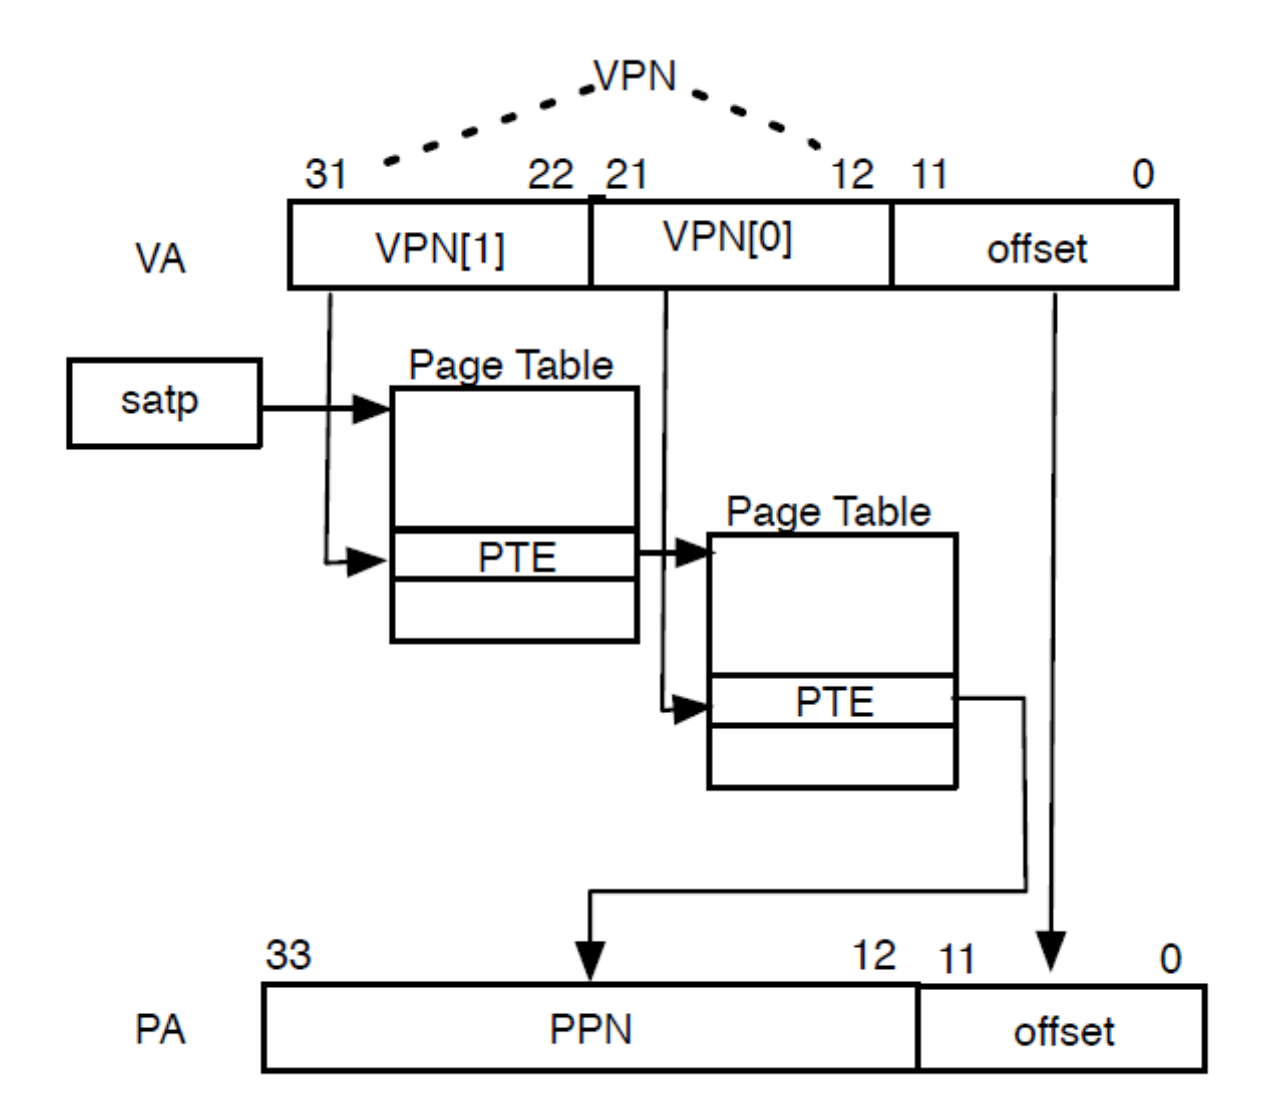 VPN
31 22 21 12 11 0
VA VPN[1] VPN[0] offset
Page Table
satp
Page Table
PTE
PTE
33 12 11 0
PA PPN offset